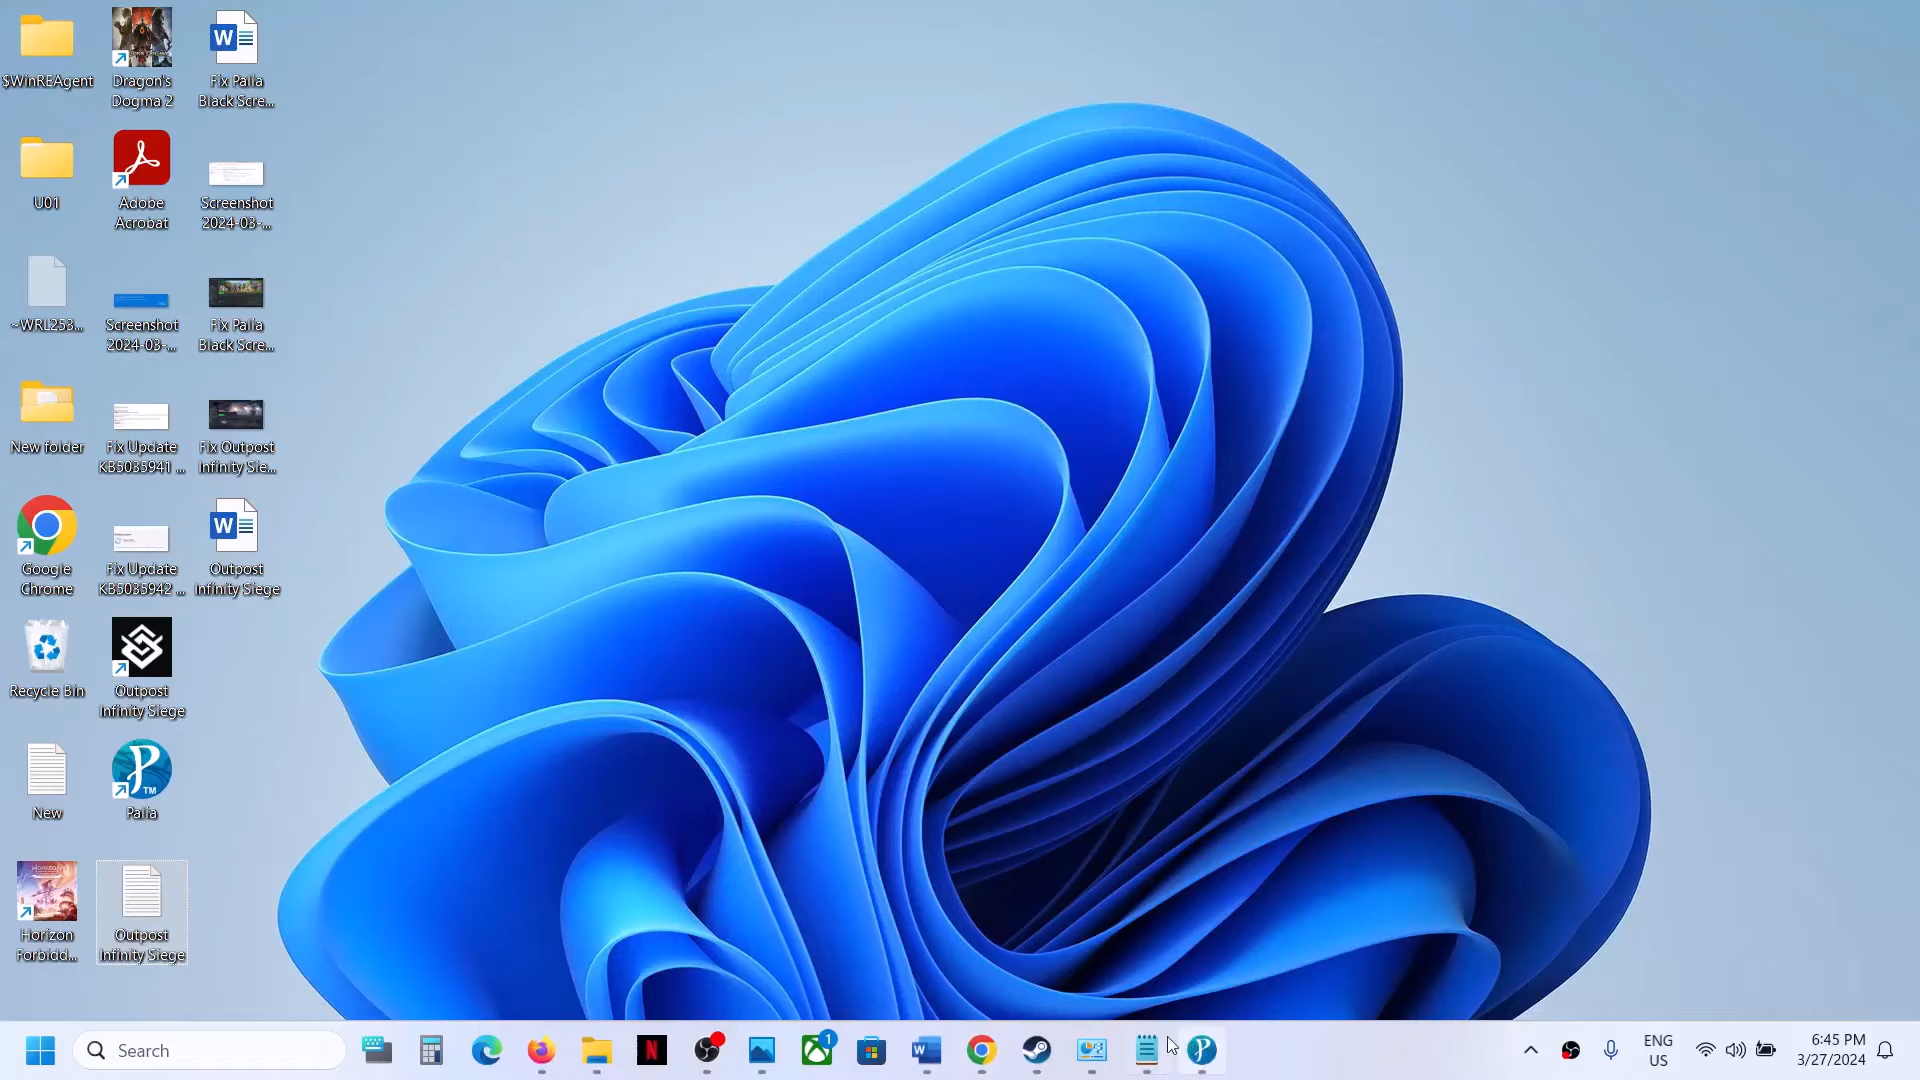 $WinREAgent
Dragon's
Dogma 2
Fix Palia
Black Scre...
U01
Adobe
Acrobat
Screenshot
2024-03-...
~WRL253...
Screenshot
2024-03-...
Fix Palia
Black Scre...
New folder
Fix Update
KB5035941 ...
Fix Outpost
Infinity Sie...
Google
Chrome
Fix Update
KB5035942 ...
Outpost
Infinity Siege
Recycle Bin
Outpost
Infinity Siege
New
Palia
Horizon
Forbidd...
Outpost
Infinity Siege
Search
1
ENG
US
6:45 PM
3/27/2024